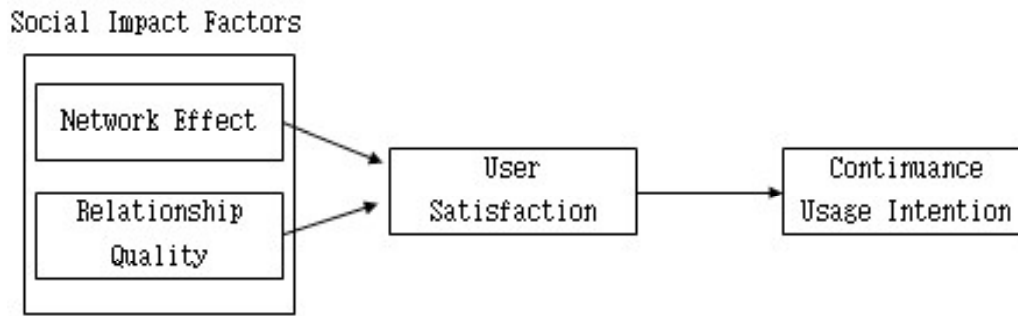 Social Impact Factors
Network Effect
Relationship
Quality
User
Satisfaction
Continuance
Usage Intention